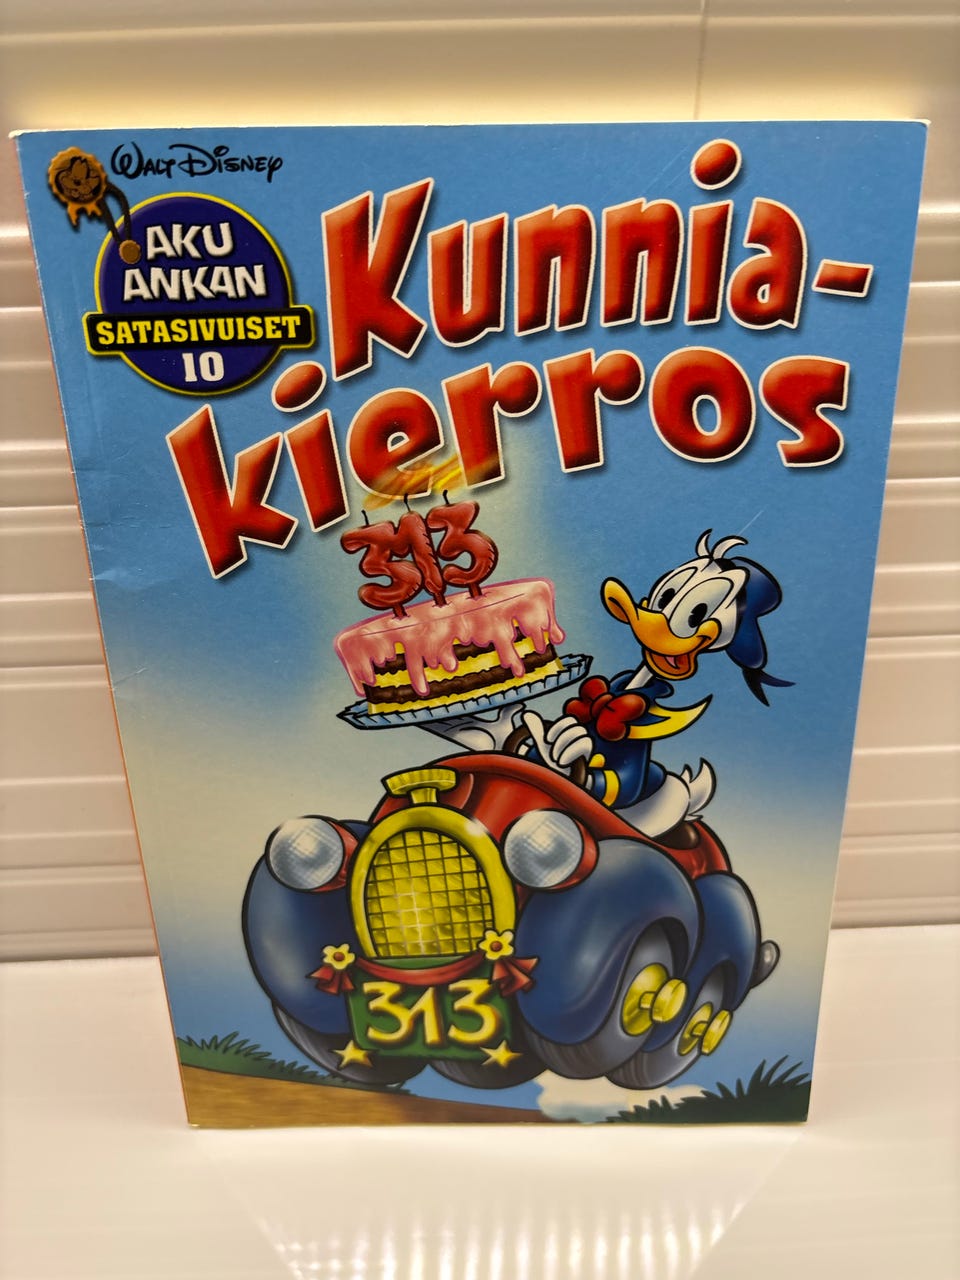 Walt Disney
AKU
ANKAN
SATASIVUISET
10
Kunnia-
kierros
313
313